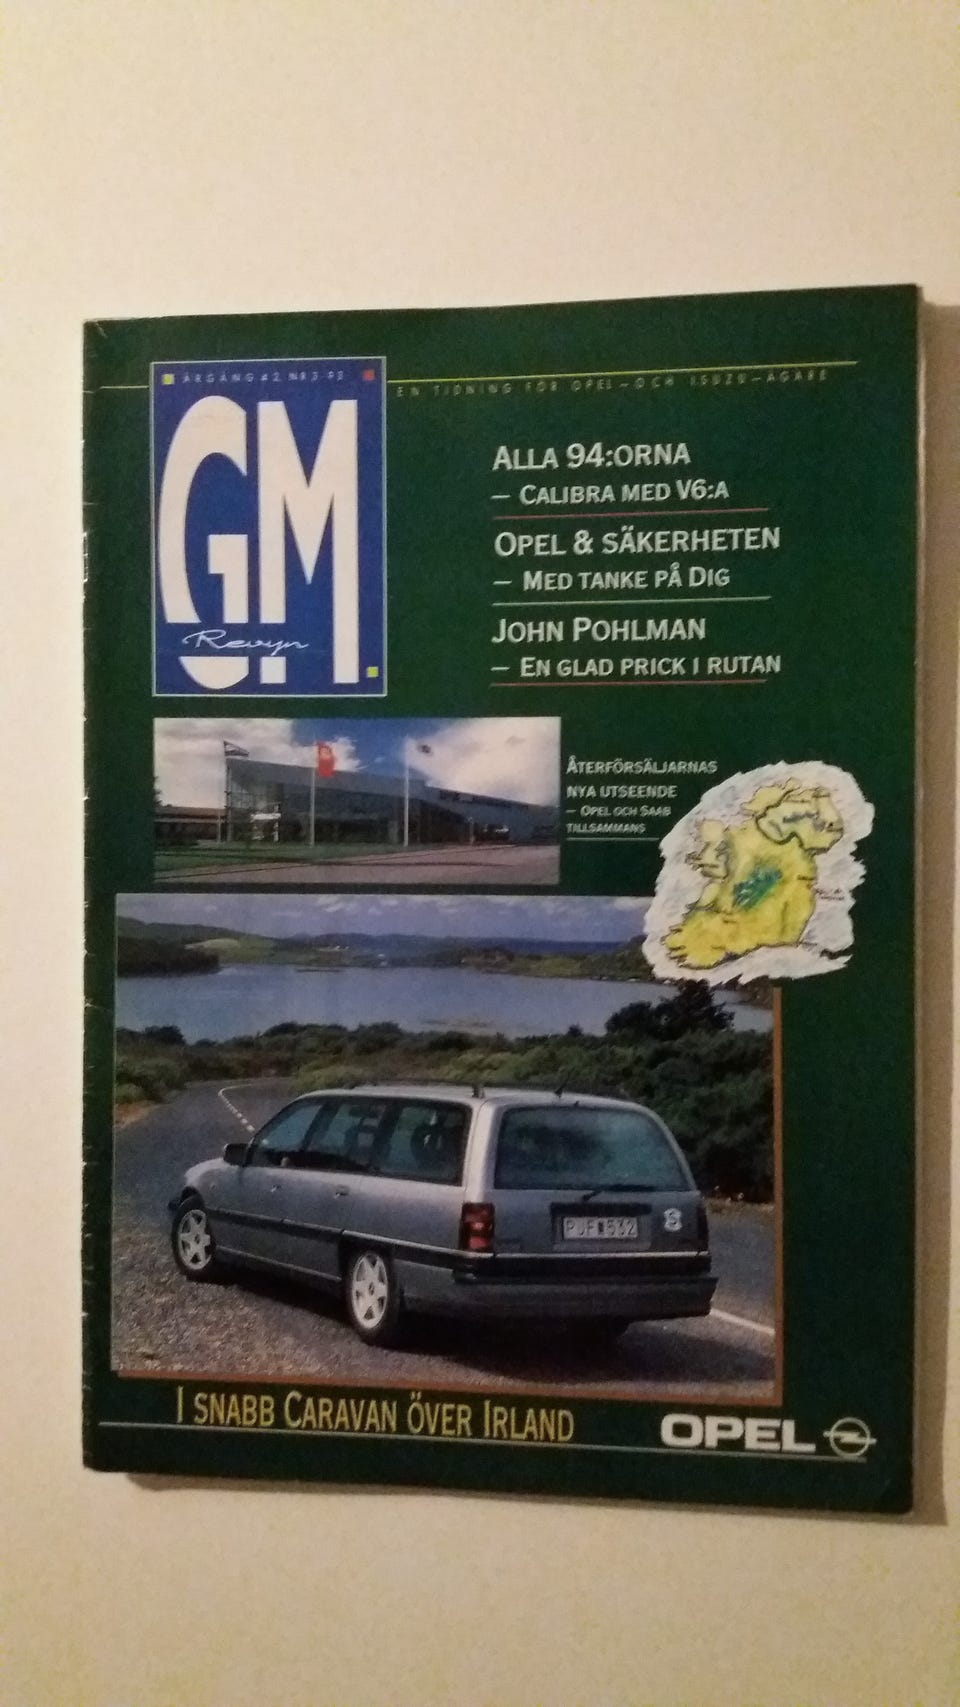 ÅRGÅNG 42 NR 3-93
EN TIDNING FÖR OPEL- OCH ISUZU-ÄGARE
GM
Revyn
ALLA 94:ORNA
– CALIBRA MED V6:A
OPEL & SÄKERHETEN
– MED TANKE PÅ DIG
JOHN POHLMAN
– EN GLAD PRICK I RUTAN
ÅTERFÖRSÄLJARNAS
NYA UTSEENDE
– OPEL OCH SAAB
TILLSAMMANS
PJF 532
S
I SNABB CARAVAN ÖVER IRLAND
OPEL